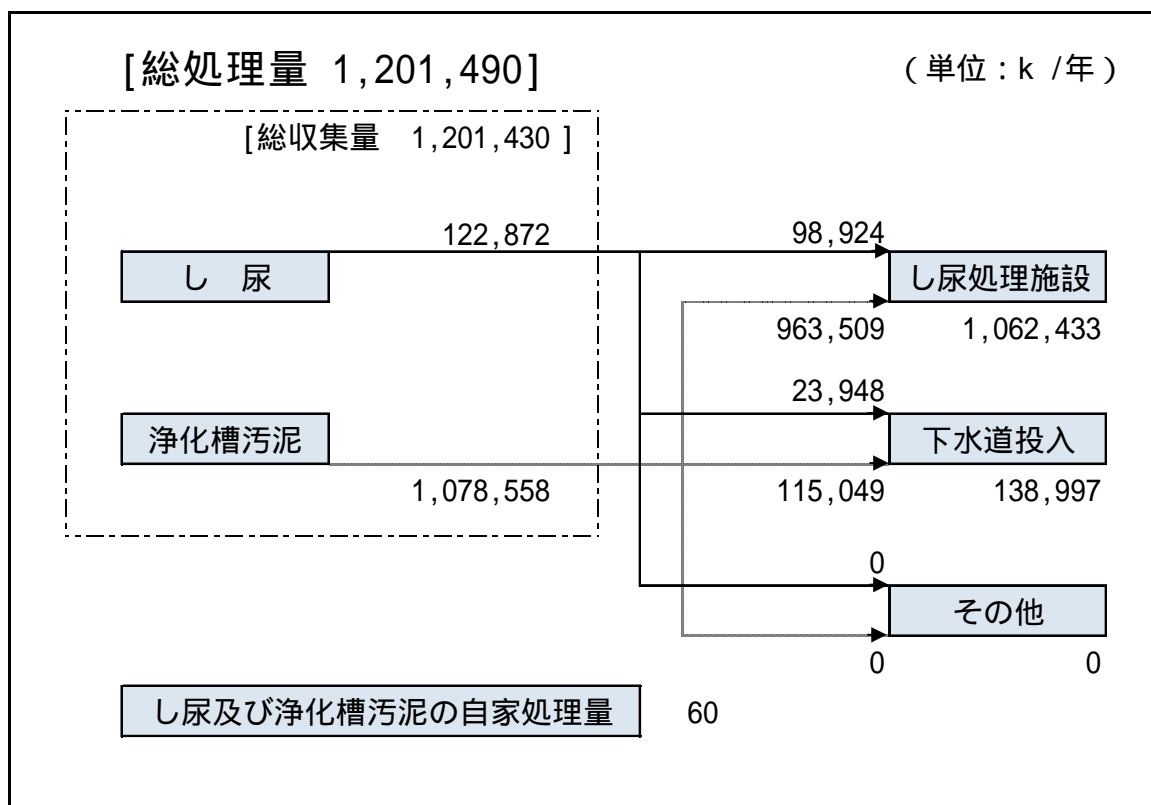 [総処理量 1,201,490]
（単位：k /年）
[総収集量 1,201,430 ]
122,872
98,924
し 尿
し尿処理施設
963,509
1,062,433
23,948
浄化槽汚泥
下水道投入
1,078,558
115,049
138,997
0
その他
0
0
し尿及び浄化槽汚泥の自家処理量
60